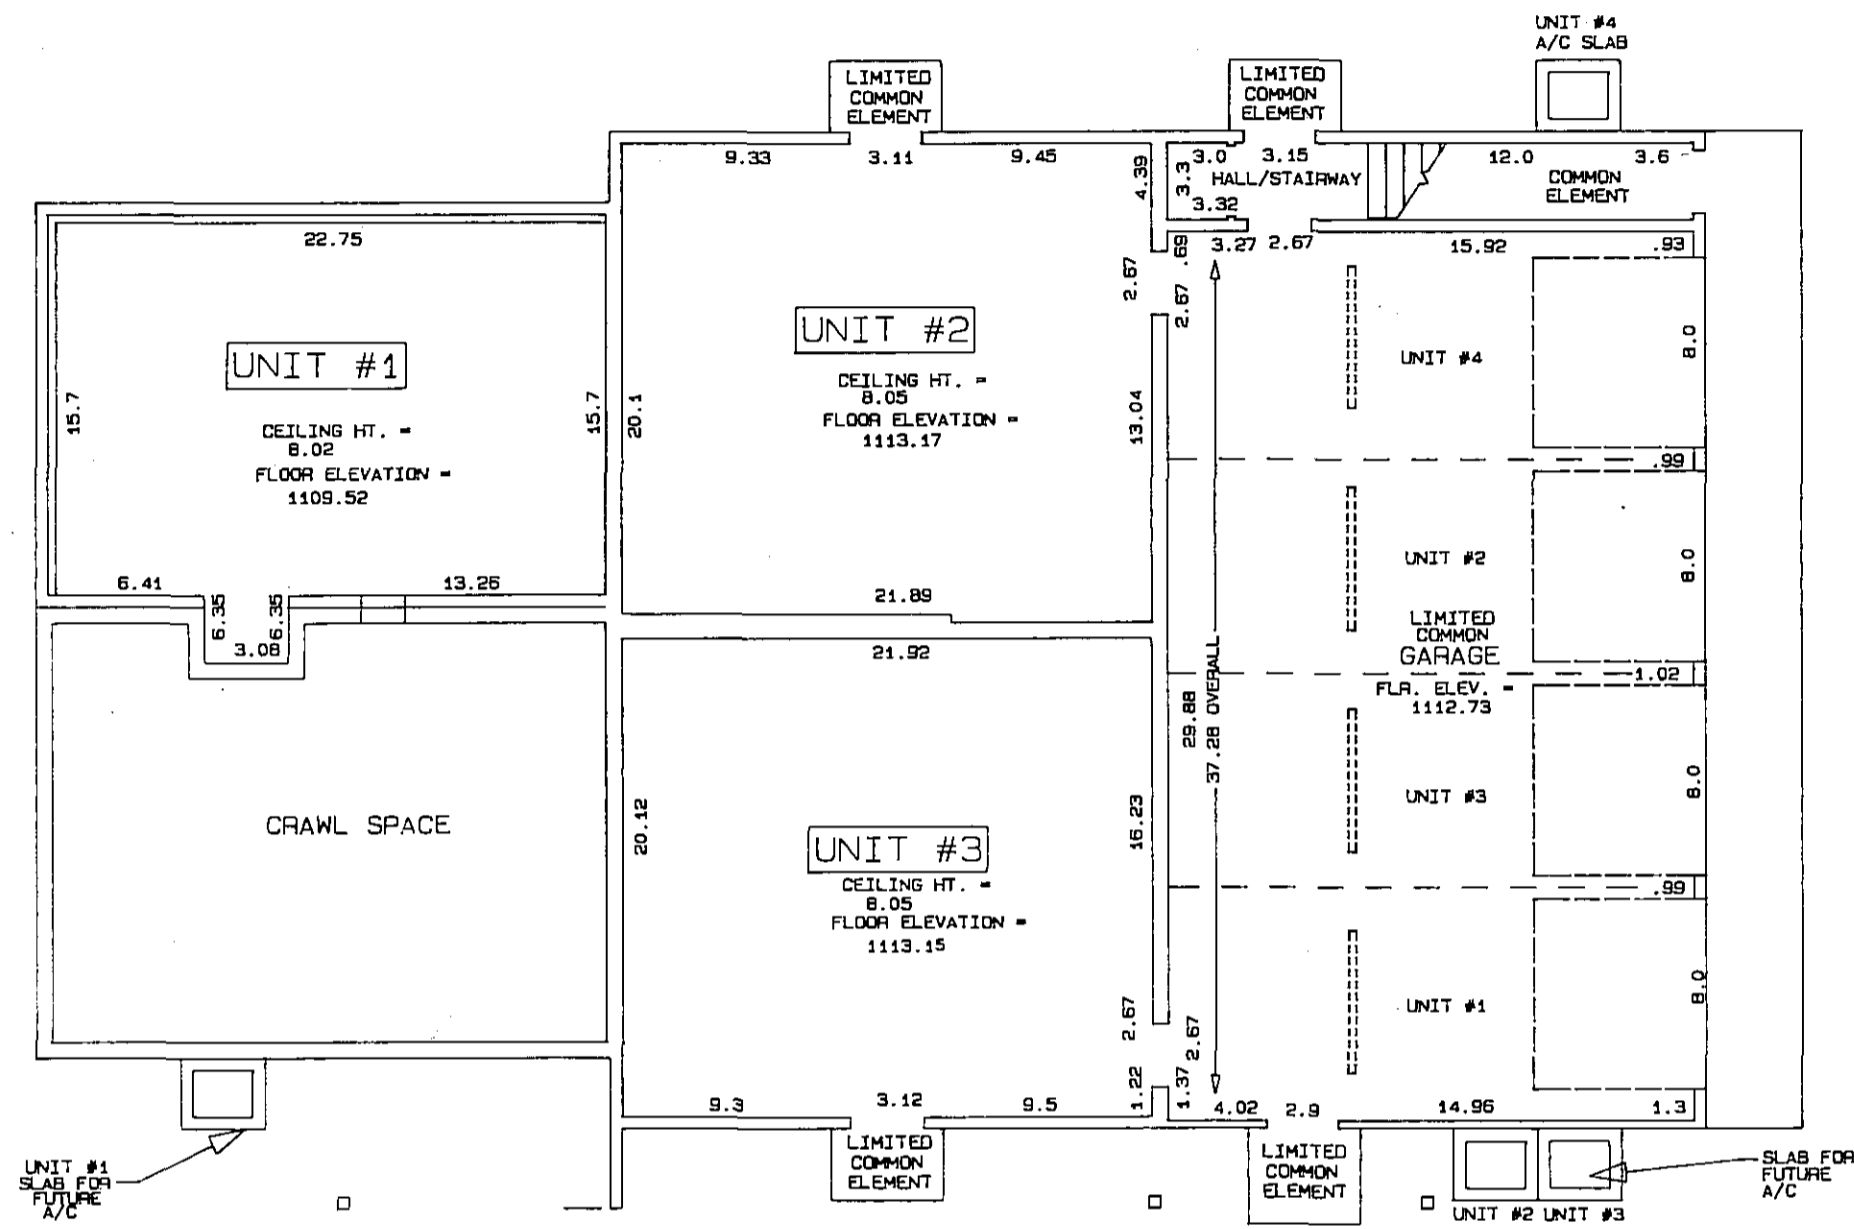 UNIT #4
A/C SLAB
LIMITED
COMMON
ELEMENT
LIMITED
COMMON
ELEMENT
9.33
3.11
9.45
4.39
3.0
3.15
12.0
3.6
3.3
HALL/STAIRWAY
3.32
COMMON
ELEMENT
22.75
3.27
2.67
15.92
.93
.69
2.67
2.67
UNIT #1
CEILING HT. =
8.02
FLOOR ELEVATION =
1109.52
15.7
15.7
UNIT #2
CEILING HT. =
8.05
FLOOR ELEVATION =
1113.17
20.1
13.04
UNIT #4
8.0
.99
6.41
13.26
6.35
6.35
3.08
21.89
21.92
UNIT #2
8.0
LIMITED
COMMON
GARAGE
1.02
FLR. ELEV. =
1112.73
29.88
37.28 OVERALL
CRAWL SPACE
20.12
UNIT #3
CEILING HT. =
8.05
FLOOR ELEVATION =
1113.15
16.23
UNIT #3
8.0
.99
UNIT #1
8.0
2.67
2.67
1.22
1.37
9.3
3.12
9.5
4.02
2.9
14.96
1.3
LIMITED
COMMON
ELEMENT
LIMITED
COMMON
ELEMENT
UNIT #1
SLAB FOR
FUTURE
A/C
SLAB FOR
FUTURE
A/C
UNIT #2
UNIT #3